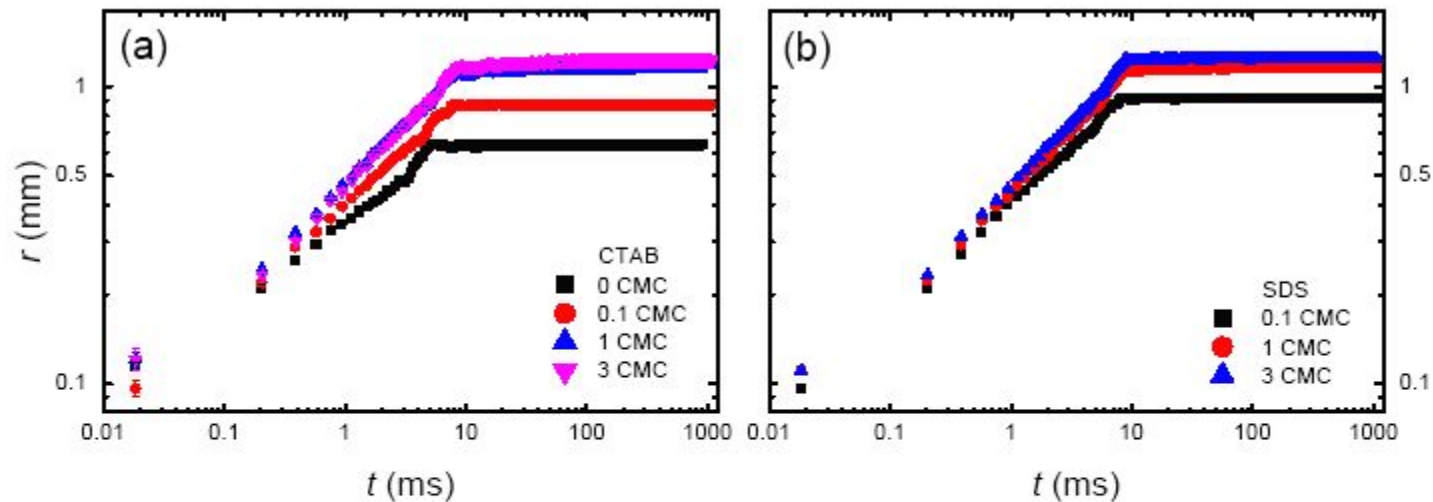 (a)
r (mm)
1
0.5
0.1
CTAB
0 CMC
0.1 CMC
1 CMC
3 CMC
0.01 0.1 1 10 100 1000
t (ms)
(b)
1
0.5
0.1
SDS
0.1 CMC
1 CMC
3 CMC
0.01 0.1 1 10 100 1000
t (ms)